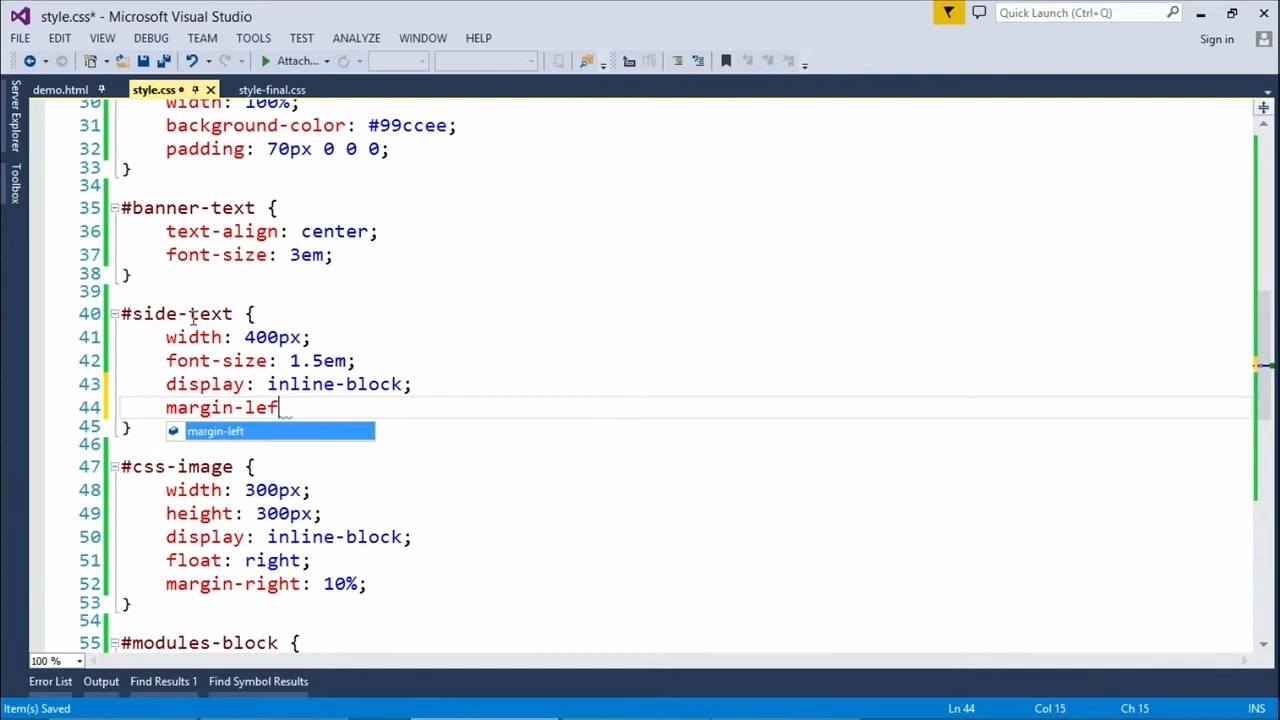 style.css* - Microsoft Visual Studio
Quick Launch (Ctrl+Q)
FILE EDIT VIEW DEBUG TEAM TOOLS TEST ANALYZE WINDOW HELP
Sign in
Attach...
demo.html style.css style-final.css
Server Explorer
Toolbox
30 width: 100%;
31 background-color: #99ccee;
32 padding: 70px 0 0 0;
33 }
34
35 #banner-text {
36 text-align: center;
37 font-size: 3em;
38 }
39
40 #side-text {
41 width: 400px;
42 font-size: 1.5em;
43 display: inline-block;
44 margin-lef
45 }
margin-left
46
47 #css-image {
48 width: 300px;
49 height: 300px;
50 display: inline-block;
51 float: right;
52 margin-right: 10%;
53 }
54
55 #modules-block {
100 %
Error List Output Find Results 1 Find Symbol Results
Item(s) Saved Ln 44 Col 15 Ch 15 INS